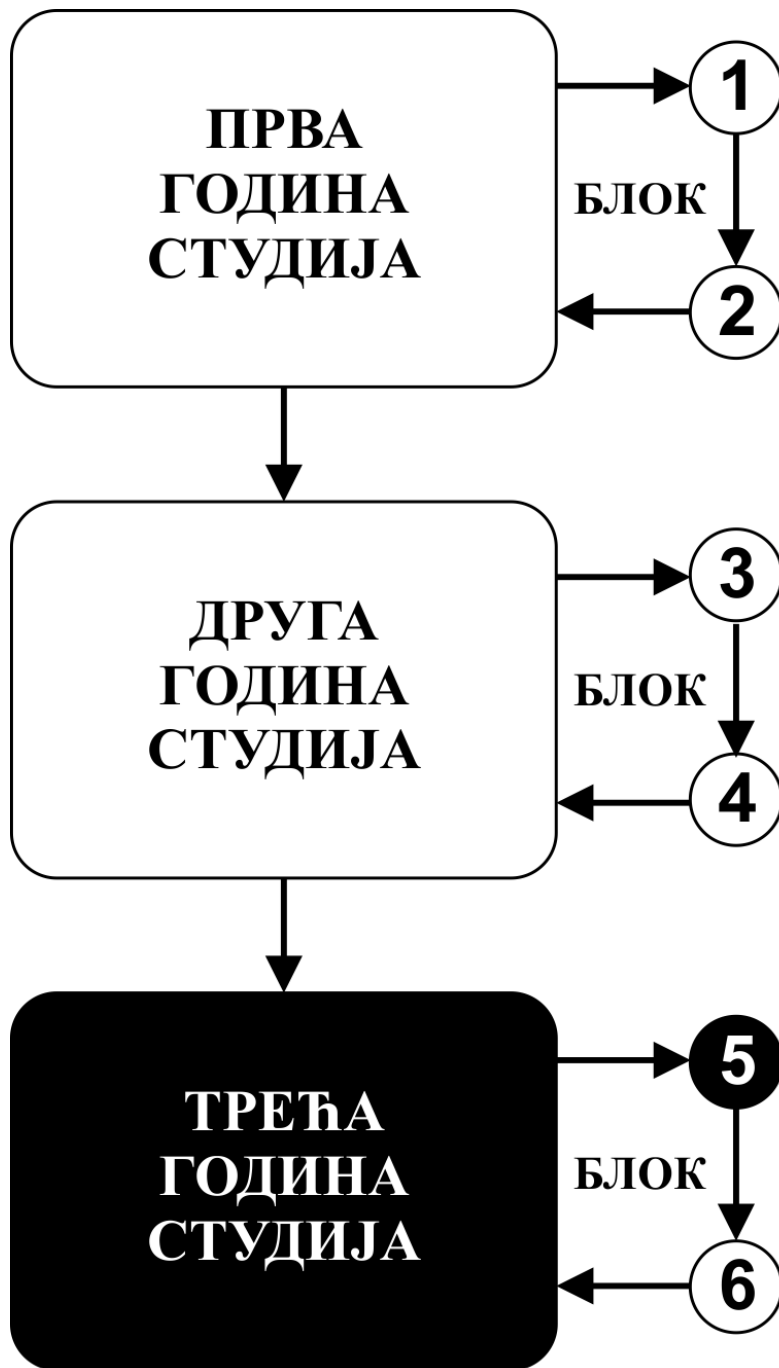 ПРВА
ГОДИНА
СТУДИЈА
1
БЛОК
2
ДРУГА
ГОДИНА
СТУДИЈА
3
БЛОК
4
ТРЕЋА
ГОДИНА
СТУДИЈА
5
БЛОК
6